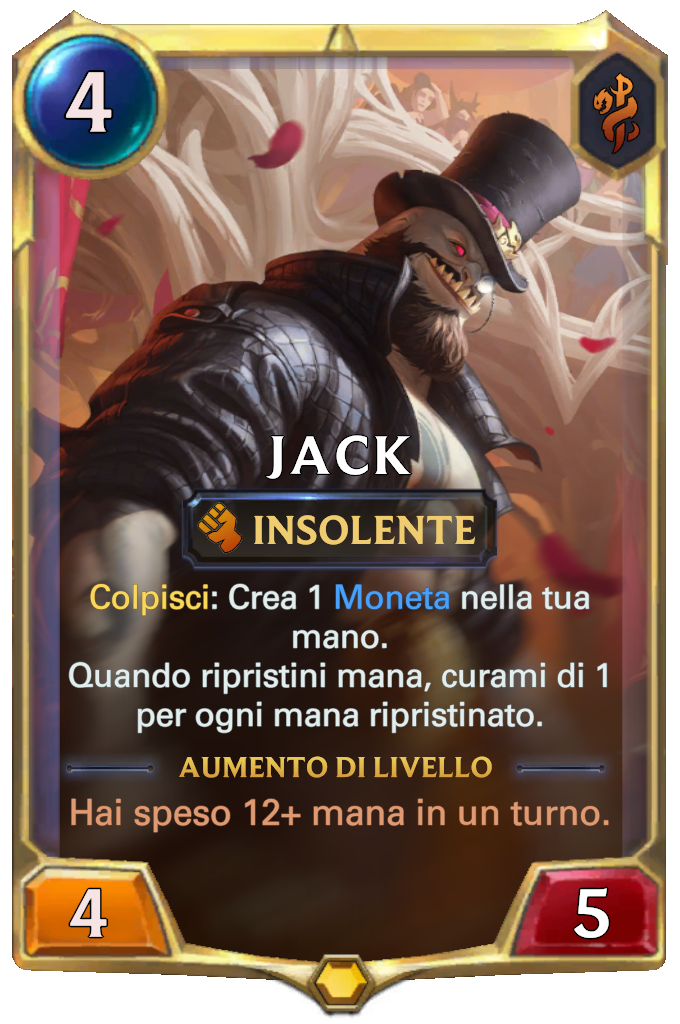 4
JACK
INSOLENTE
Colpisci: Crea 1 Moneta nella tua
mano.
Quando ripristini mana, curami di 1
per ogni mana ripristinato.
AUMENTO DI LIVELLO
Hai speso 12+ mana in un turno.
4
5